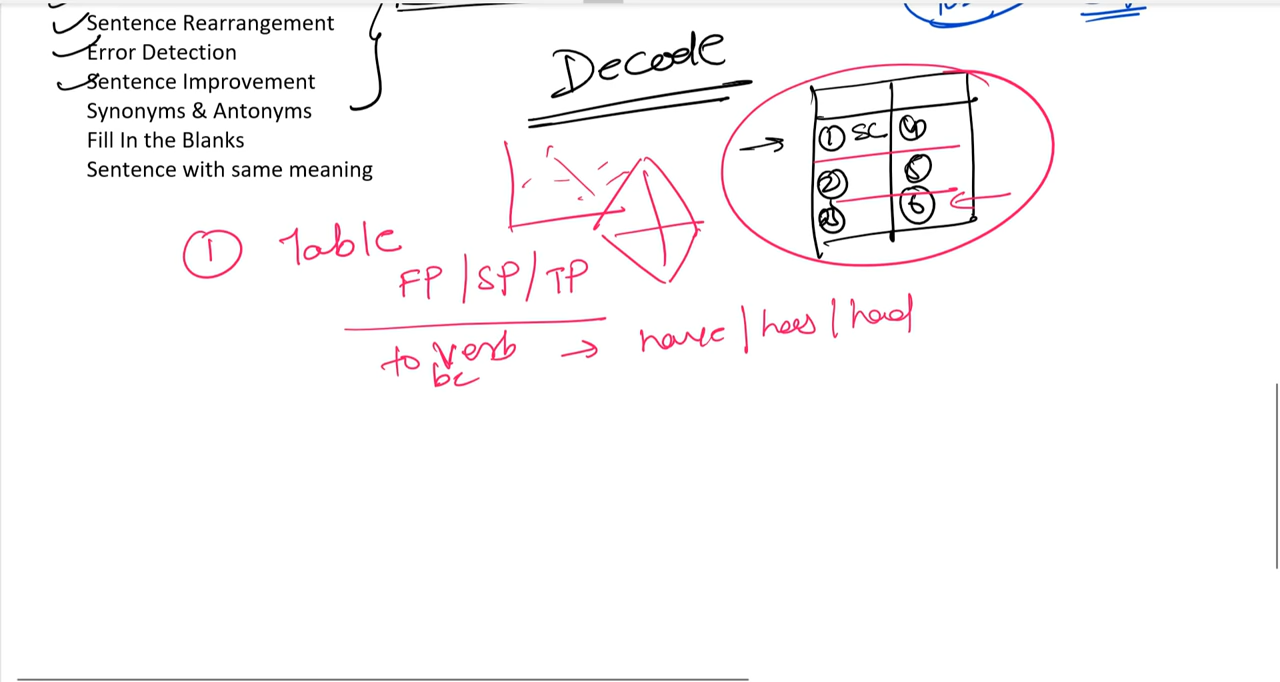 Sentence Rearrangement
Error Detection
Sentence Improvement
Synonyms & Antonyms
Fill In the Blanks
Sentence with same meaning
Decode
① SC ④
② 5
③ 6
① Table
FP / SP / TP
to verb → have / has / had
be